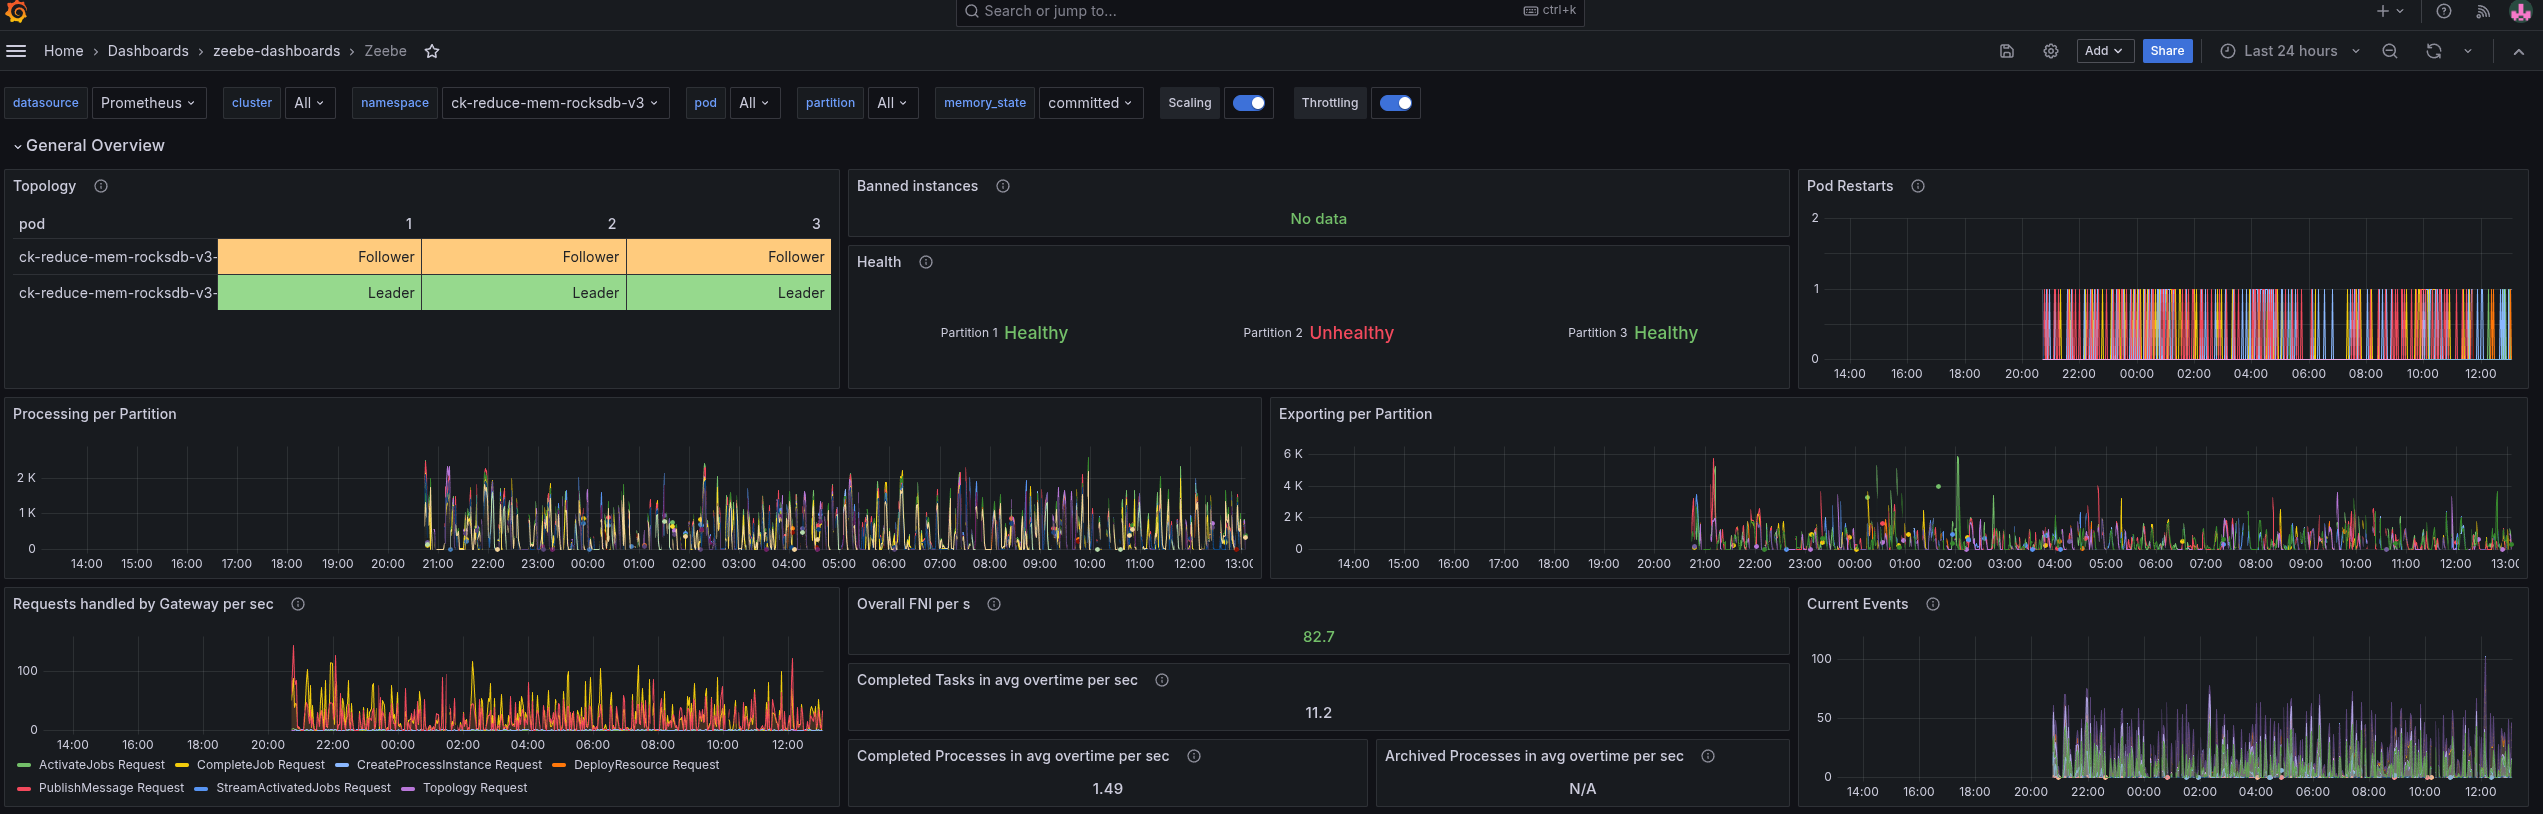 Search or jump to... ctrl+k
Home › Dashboards › zeebe-dashboards › Zeebe Add Share Last 24 hours
datasource Prometheus cluster All namespace ck-reduce-mem-rocksdb-v3 pod All partition All memory_state committed Scaling Throttling
General Overview
Topology
pod 1 2 3
ck-reduce-mem-rocksdb-v3- Follower Follower Follower
ck-reduce-mem-rocksdb-v3- Leader Leader Leader
Banned instances
No data
Health
Partition 1 Healthy Partition 2 Unhealthy Partition 3 Healthy
Pod Restarts
2
1
0
14:00 16:00 18:00 20:00 22:00 00:00 02:00 04:00 06:00 08:00 10:00 12:00
Processing per Partition
2 K
1 K
0
14:00 15:00 16:00 17:00 18:00 19:00 20:00 21:00 22:00 23:00 00:00 01:00 02:00 03:00 04:00 05:00 06:00 07:00 08:00 09:00 10:00 11:00 12:00 13:00
Exporting per Partition
6 K
4 K
2 K
0
14:00 15:00 16:00 17:00 18:00 19:00 20:00 21:00 22:00 23:00 00:00 01:00 02:00 03:00 04:00 05:00 06:00 07:00 08:00 09:00 10:00 11:00 12:00 13:00
Requests handled by Gateway per sec
100
0
14:00 16:00 18:00 20:00 22:00 00:00 02:00 04:00 06:00 08:00 10:00 12:00
ActivateJobs Request CompleteJob Request CreateProcessInstance Request DeployResource Request
PublishMessage Request StreamActivatedJobs Request Topology Request
Overall FNI per s
82.7
Completed Tasks in avg overtime per sec
11.2
Completed Processes in avg overtime per sec
1.49
Archived Processes in avg overtime per sec
N/A
Current Events
100
50
0
14:00 16:00 18:00 20:00 22:00 00:00 02:00 04:00 06:00 08:00 10:00 12:00